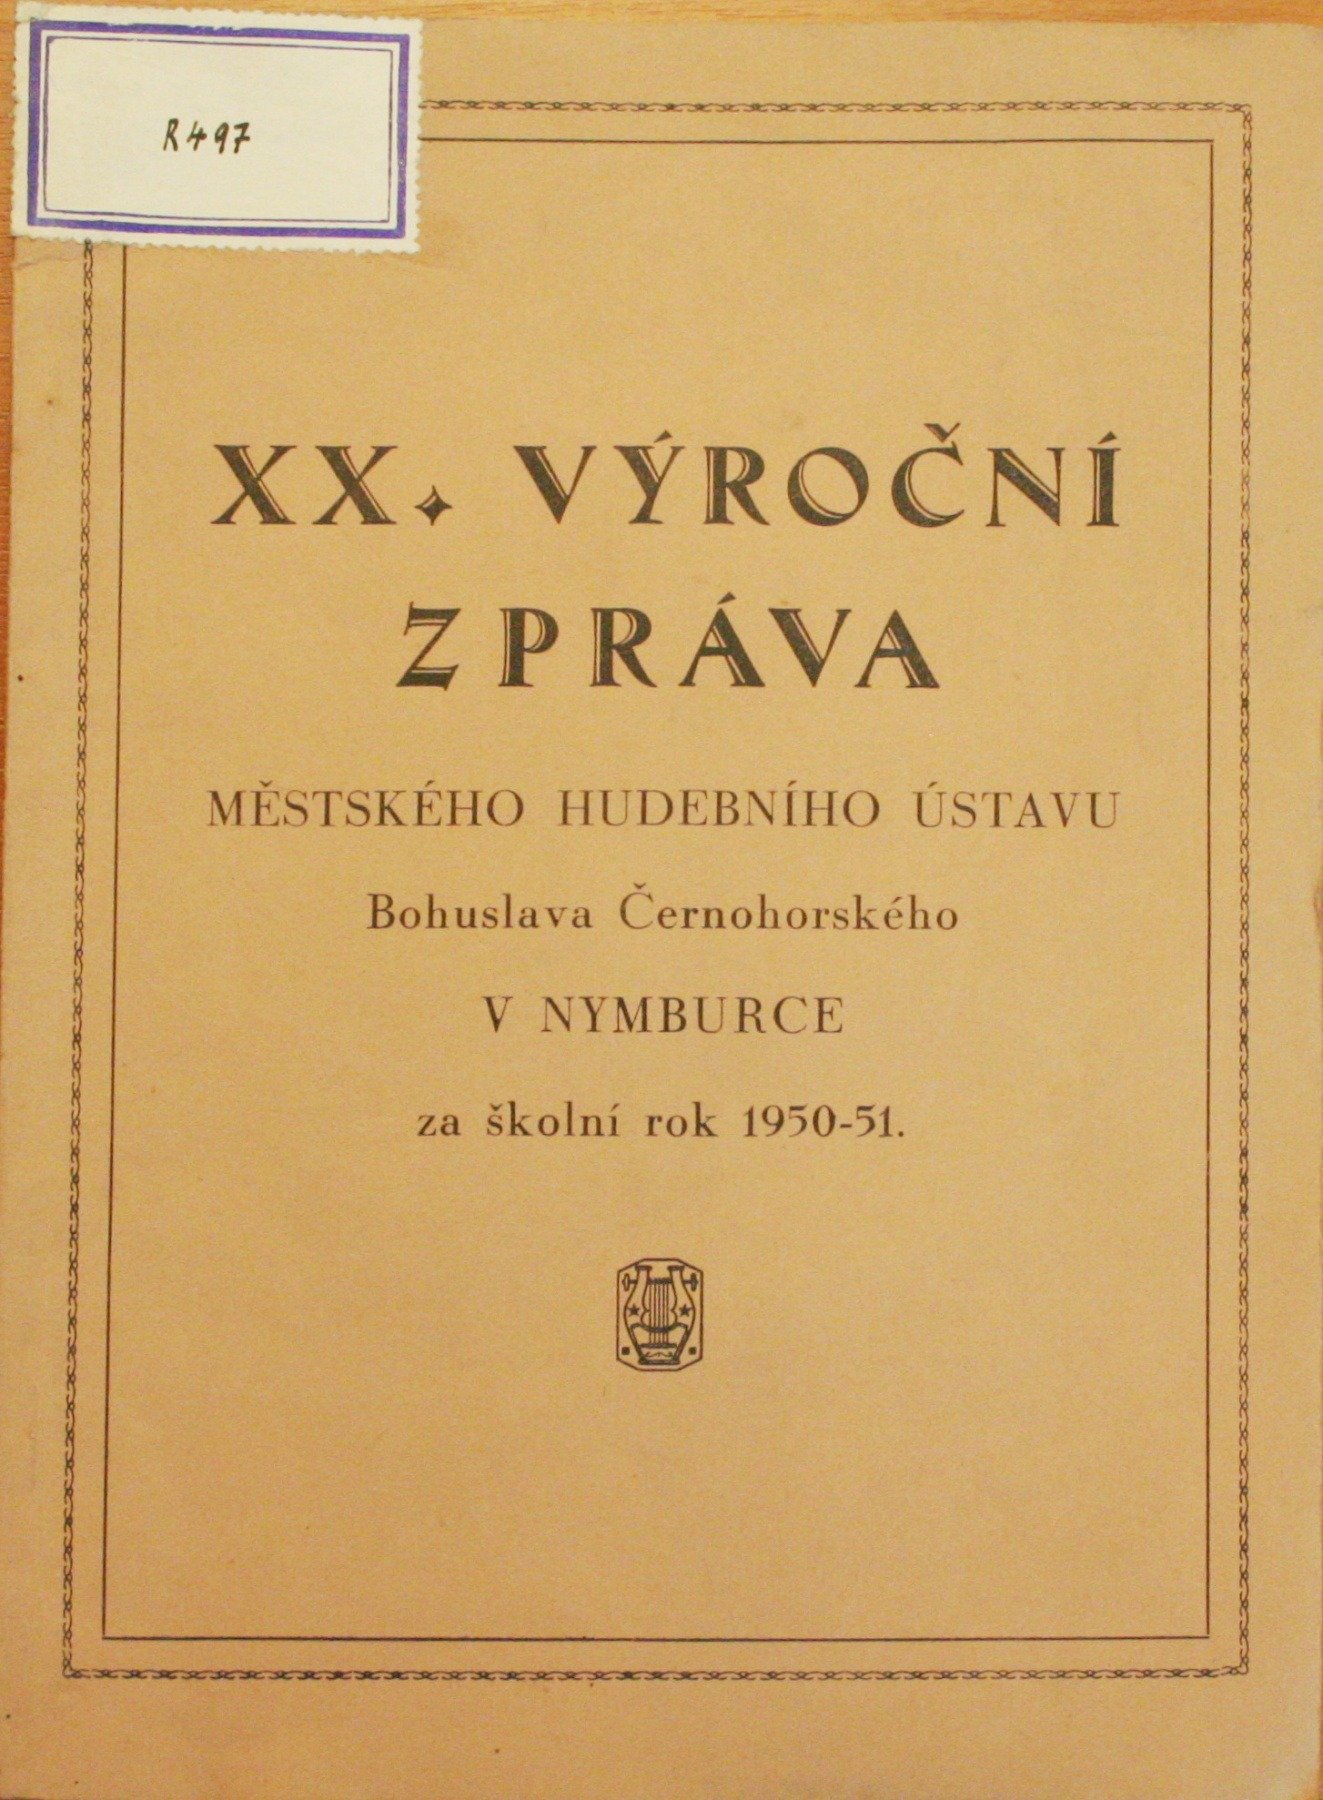 R497
XX. VÝROČNÍ
ZPRÁVA
MĚSTSKÉHO HUDEBNÍHO ÚSTAVU
Bohuslava Černohorského
V NYMBURCE
za školní rok 1950-51.